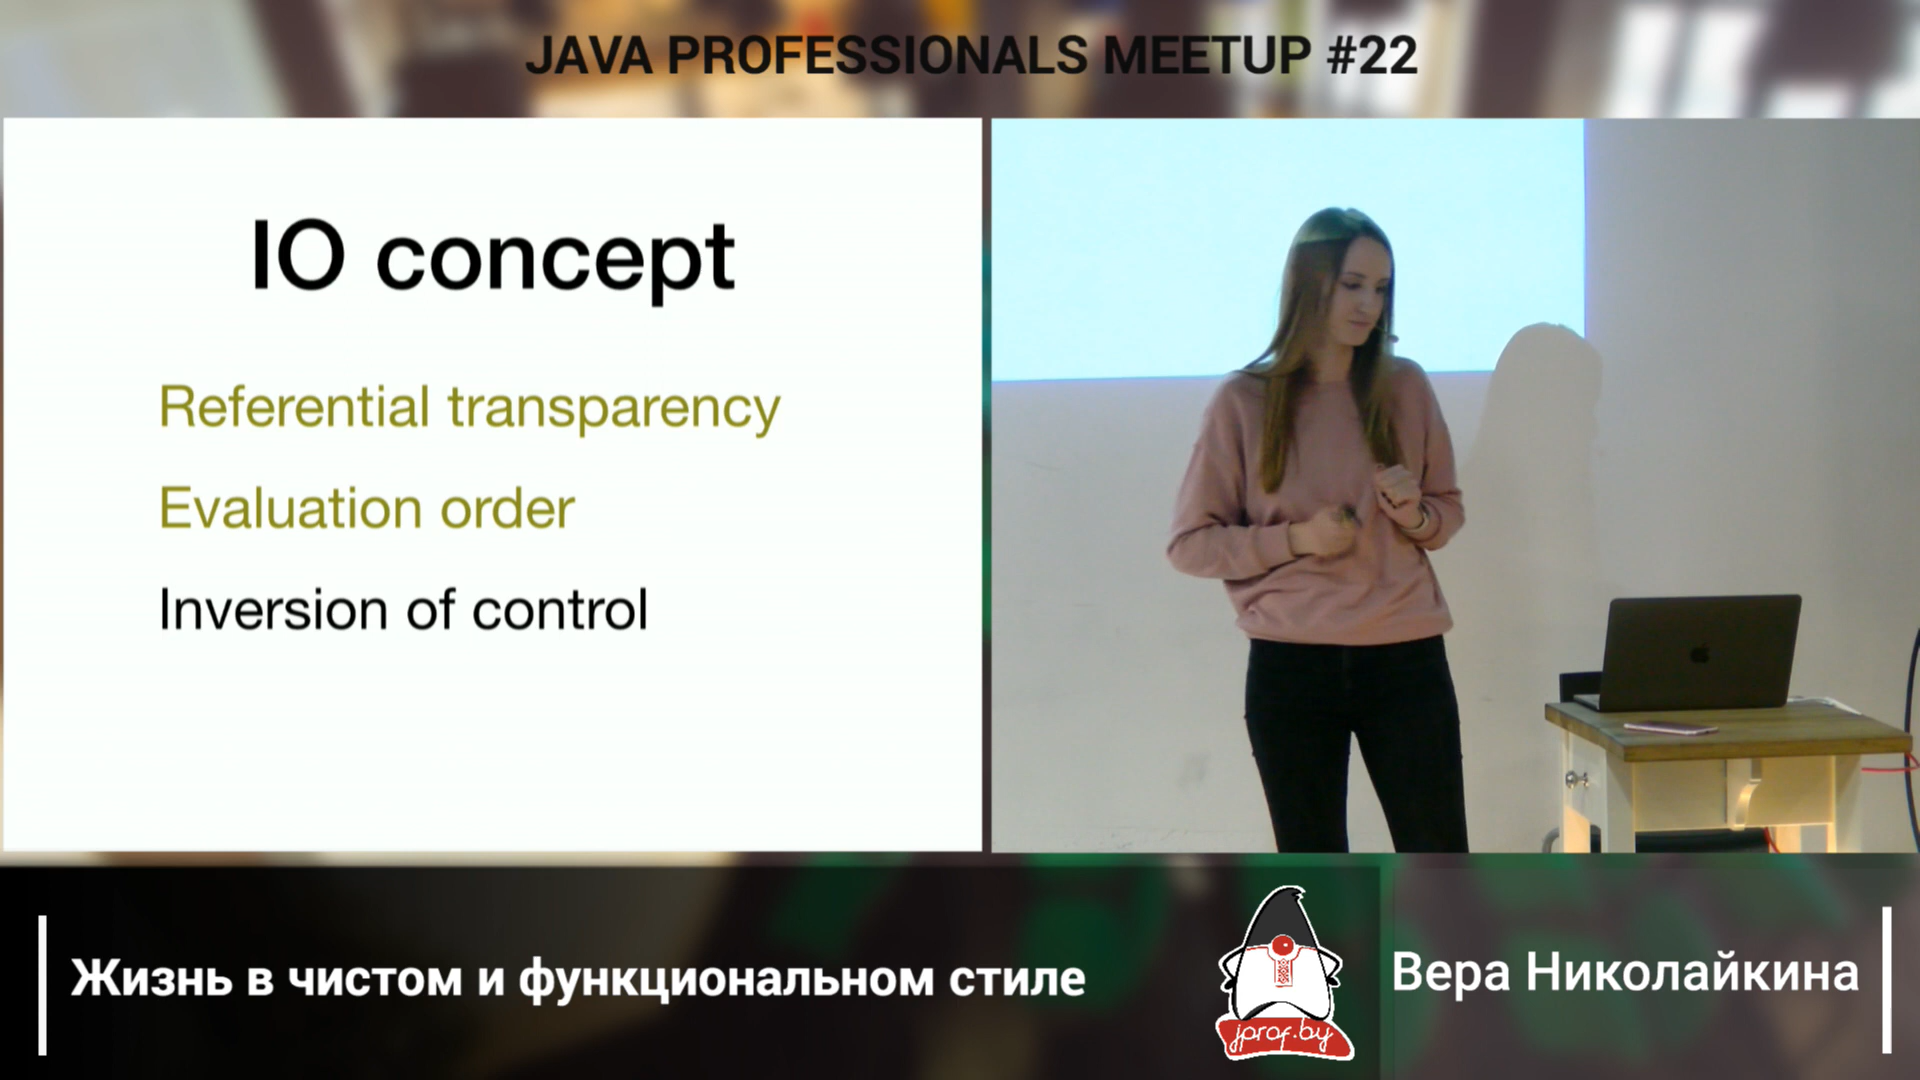 JAVA PROFESSIONALS MEETUP #22
IO concept
Referential transparency
Evaluation order
Inversion of control
Жизнь в чистом и функциональном стиле
jprof.by
Вера Николайкина